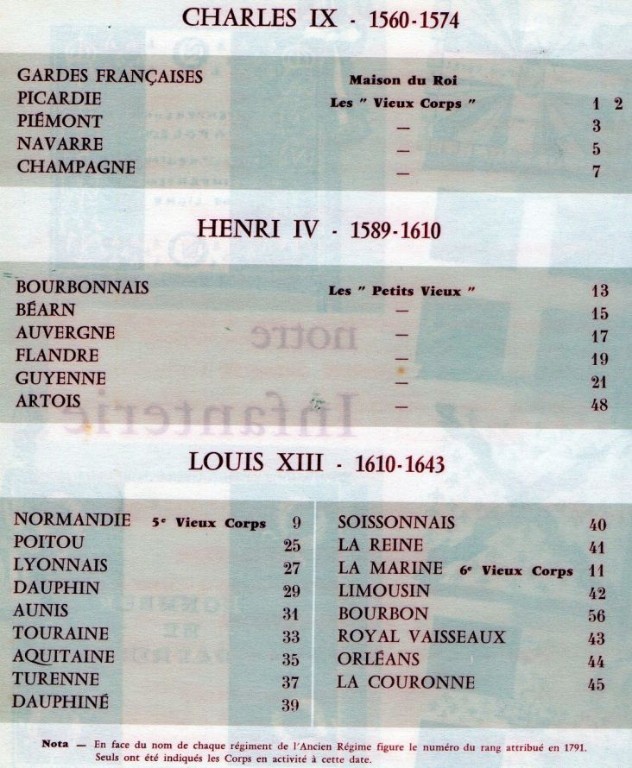 CHARLES IX - 1560-1574
GARDES FRANÇAISES Maison du Roi
PICARDIE Les " Vieux Corps " 1 2
PIÉMONT — 3
NAVARRE — 5
CHAMPAGNE — 7
HENRI IV - 1589-1610
BOURBONNAIS Les " Petits Vieux " 13
BÉARN — 15
AUVERGNE — 17
FLANDRE — 19
GUYENNE — 21
ARTOIS — 48
notre
Infanterie
LOUIS XIII - 1610-1643
NORMANDIE 5e Vieux Corps 9
POITOU 25
LYONNAIS 27
DAUPHIN 29
AUNIS 31
TOURAINE 33
AQUITAINE 35
TURENNE 37
DAUPHINÉ 39
SOISSONNAIS 40
LA REINE 41
LA MARINE 6e Vieux Corps 11
LIMOUSIN 42
BOURBON 56
ROYAL VAISSEAUX 43
ORLÉANS 44
LA COURONNE 45
Nota — En face du nom de chaque régiment de l'Ancien Régime figure le numéro du rang attribué en 1791.
Seuls ont été indiqués les Corps en activité à cette date.